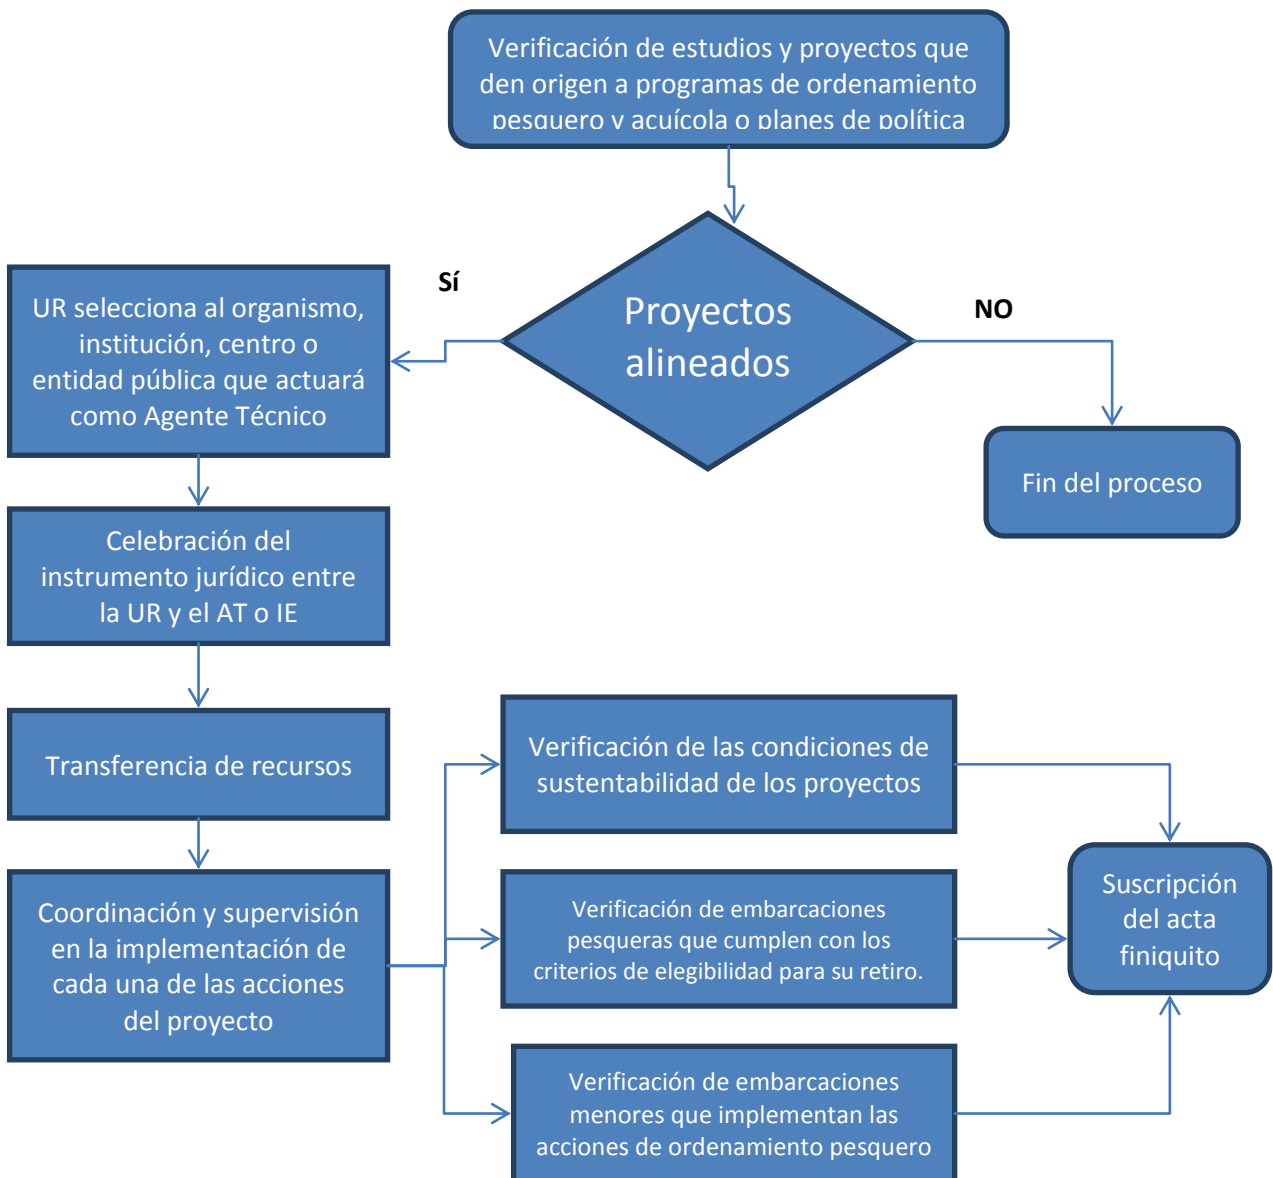 Verificación de estudios y proyectos que
den origen a programas de ordenamiento
pesquero y acuícola o planes de política
Sí
Proyectos
alineados
NO
UR selecciona al organismo,
institución, centro o
entidad pública que actuará
como Agente Técnico
Fin del proceso
Celebración del
instrumento jurídico entre
la UR y el AT o IE
Transferencia de recursos
Verificación de las condiciones de
sustentabilidad de los proyectos
Coordinación y supervisión
en la implementación de
cada una de las acciones
del proyecto
Verificación de embarcaciones
pesqueras que cumplen con los
criterios de elegibilidad para su retiro.
Suscripción
del acta
finiquito
Verificación de embarcaciones
menores que implementan las
acciones de ordenamiento pesquero